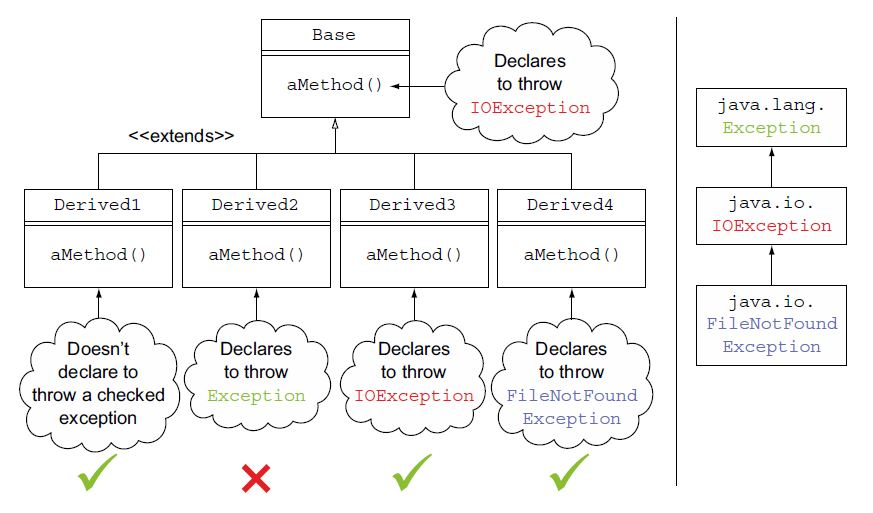 Base
aMethod()
Declares
to throw
IOException
<<extends>>
Derived1
aMethod()
Derived2
aMethod()
Derived3
aMethod()
Derived4
aMethod()
Doesn't
declare to
throw a checked
exception
Declares
to throw
Exception
Declares
to throw
IOException
Declares
to throw
FileNotFound
Exception
java.lang.
Exception
java.io.
IOException
java.io.
FileNotFound
Exception